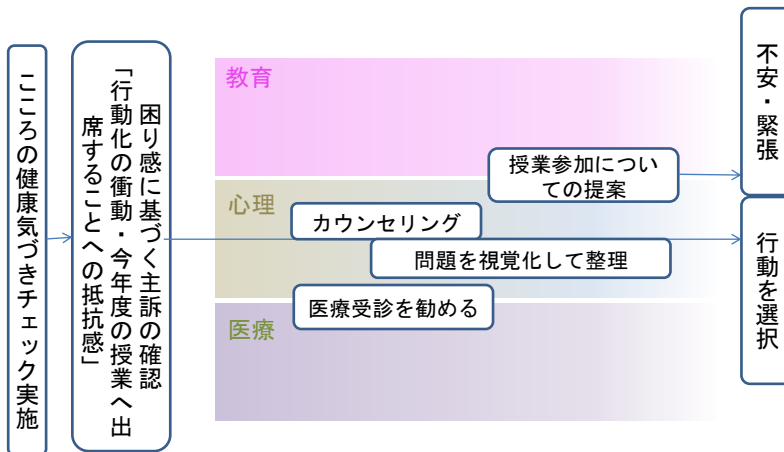 こころの健康気づきチェック実施
困り感に基づく主訴の確認
「行動化の衝動・今年度の授業へ出
席することへの抵抗感」
教育
授業参加につい
ての提案
心理
カウンセリング
問題を視覚化して整理
医療
医療受診を勧める
不安・緊張
行動を選択